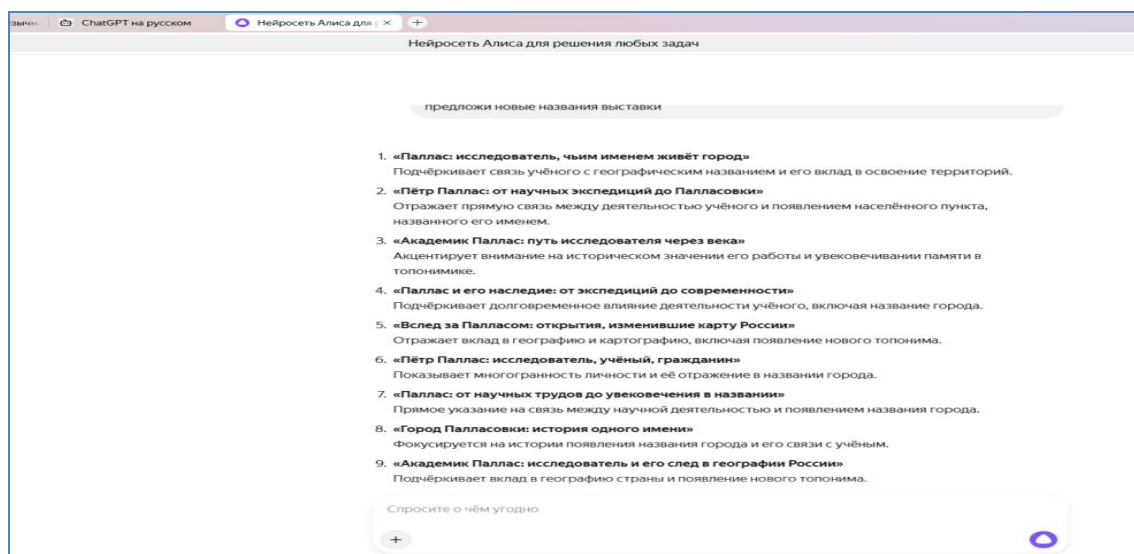 ChatGPT на русском
Нейросеть Алиса для
Нейросеть Алиса для решения любых задач
предложи новые названия выставки
1. «Паллас: исследователь, чьим именем живёт город»
Подчёркивает связь учёного с географическим названием и его вклад в освоение территорий.
2. «Пётр Паллас: от научных экспедиций до Палласовки»
Отражает прямую связь между деятельностью учёного и появлением населённого пункта,
названного его именем.
3. «Академик Паллас: путь исследователя через века»
Акцентирует внимание на историческом значении его работы и увековечивании памяти в
топонимике.
4. «Паллас и его наследие: от экспедиций до современности»
Подчёркивает долговременное влияние деятельности учёного, включая название города.
5. «Вслед за Палласом: открытия, изменившие карту России»
Отражает вклад в географию и картографию, включая появление нового топонима.
6. «Пётр Паллас: исследователь, учёный, гражданин»
Показывает многогранность личности и её отражение в названии города.
7. «Паллас: от научных трудов до увековечения в названии»
Прямое указание на связь между научной деятельностью и появлением названия города.
8. «Город Палласовки: история одного имени»
Фокусируется на истории появления названия города и его связи с учёным.
9. «Академик Паллас: исследователь и его след в географии России»
Подчёркивает вклад в географию страны и появление нового топонима.
Спросите о чём угодно